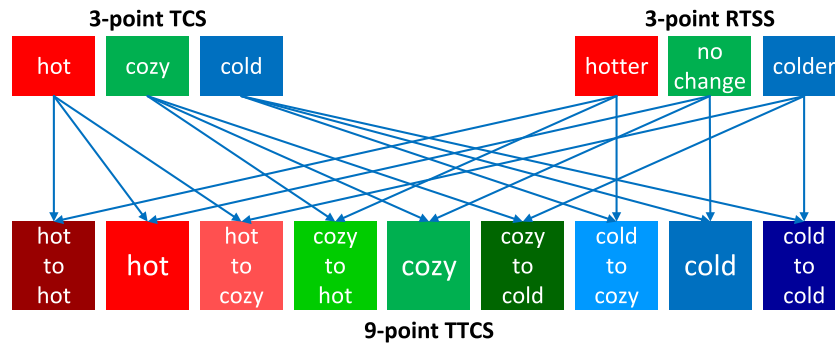 3-point TCS
3-point RTSS
hot
cozy
cold
hotter
no
change
colder
hot
to
hot
hot
hot
to
cozy
cozy
to
hot
cozy
cozy
to
cold
cold
to
cozy
cold
cold
to
cold
9-point TTCS